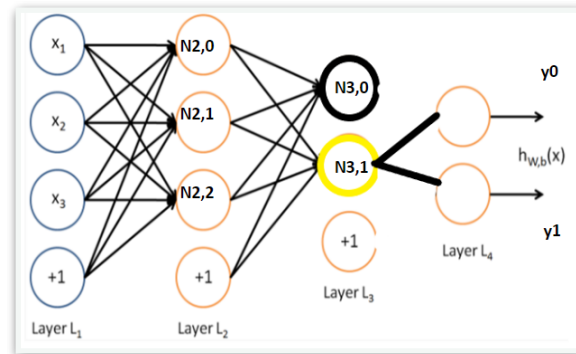 x1
x2
x3
+1
Layer L1
N2,0
N2,1
N2,2
+1
Layer L2
N3,0
N3,1
+1
Layer L3
Layer L4
y0
hW,b(x)
y1